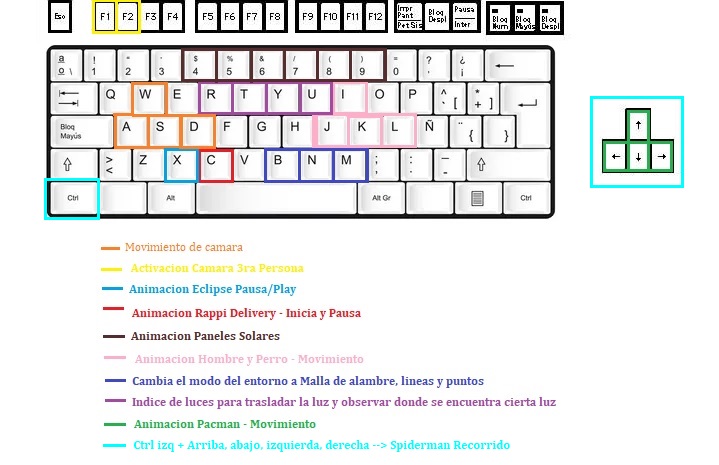 Esc F1 F2 F3 F4 F5 F6 F7 F8 F9 F10 F11 F12 Impr Pant Pet Sis Bloq Despl Pausa Inter Bloq Num Bloq Mayús Bloq Despl
a o \ ! 1 " 2 · 3 $ 4 % 5 & 6 / 7 ( 8 ) 9 = 0 ? ' ¿ ¡ ←
Q W E R T Y U I O P ^ ` [ * + ]
Bloq Mayús A S D F G H J K L Ñ ¨ ´ { Ç }
⇧ > < Z X C V B N M ; , : . _ - ⇧
Ctrl Alt Alt Gr Ctrl
↑
← ↓ →
Movimiento de camara
Activacion Camara 3ra Persona
Animacion Eclipse Pausa/Play
Animacion Rappi Delivery - Inicia y Pausa
Animacion Paneles Solares
Animacion Hombre y Perro - Movimiento
Cambia el modo del entorno a Malla de alambre, lineas y puntos
Indice de luces para trasladar la luz y observar donde se encuentra cierta luz
Animacion Pacman - Movimiento
Ctrl izq + Arriba, abajo, izquierda, derecha --> Spiderman Recorrido